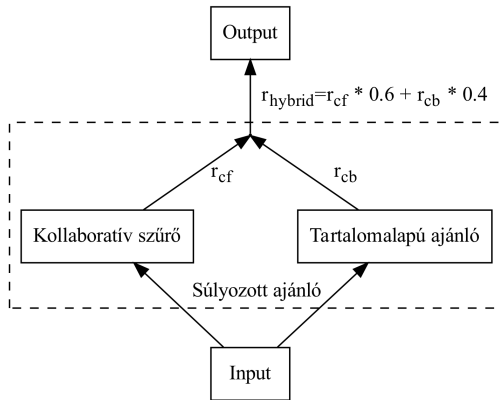 Output
r_hybrid=r_cf * 0.6 + r_cb * 0.4
r_cf
r_cb
Kollaboratív szűrő
Tartalomalapú ajánló
Súlyozott ajánló
Input